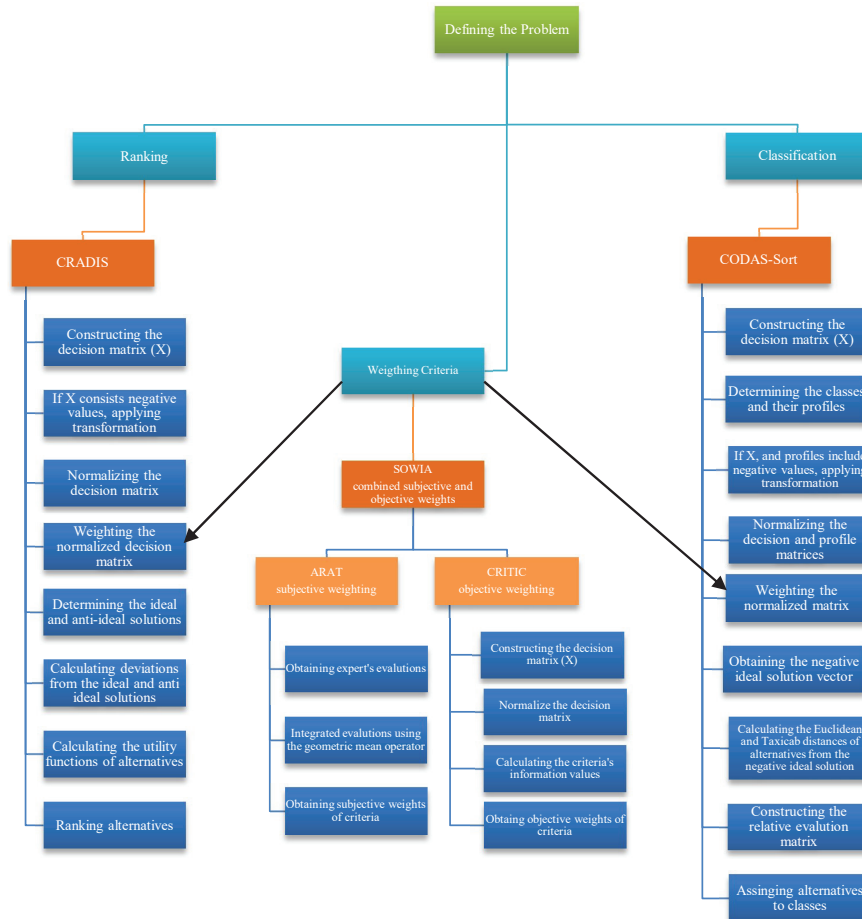 Defining the Problem
Ranking
Classification
CRADIS
CODAS-Sort
Constructing the
decision matrix (X)
If X consists negative
values, applying
transformation
Normalizing the
decision matrix
Weighting the
normalized decision
matrix
Determining the ideal
and anti-ideal solutions
Calculating deviations
from the ideal and anti
ideal solutions
Calculating the utility
functions of alternatives
Ranking alternatives
Weigthing Criteria
SOWIA
combined subjective and
objective weights
ARAT
subjective weighting
CRITIC
objective weighting
Obtaining expert's evalutions
Integrated evalutions using
the geometric mean operator
Obtaining subjective weights
of criteria
Constructing the decision
matrix (X)
Normalize the decision
matrix
Calculating the criteria's
information values
Obtaing objective weights of
criteria
Constructing the
decision matrix (X)
Determining the classes
and their profiles
If X, and profiles include
negative values, applying
transformation
Normalizing the
decision and profile
matrices
Weighting the
normalized matrix
Obtaining the negative
ideal solution vector
Calculating the Euclidean
and Taxicab distances of
alternatives from the
negative ideal solution
Constructing the
relative evalution
matrix
Assinging alternatives
to classes